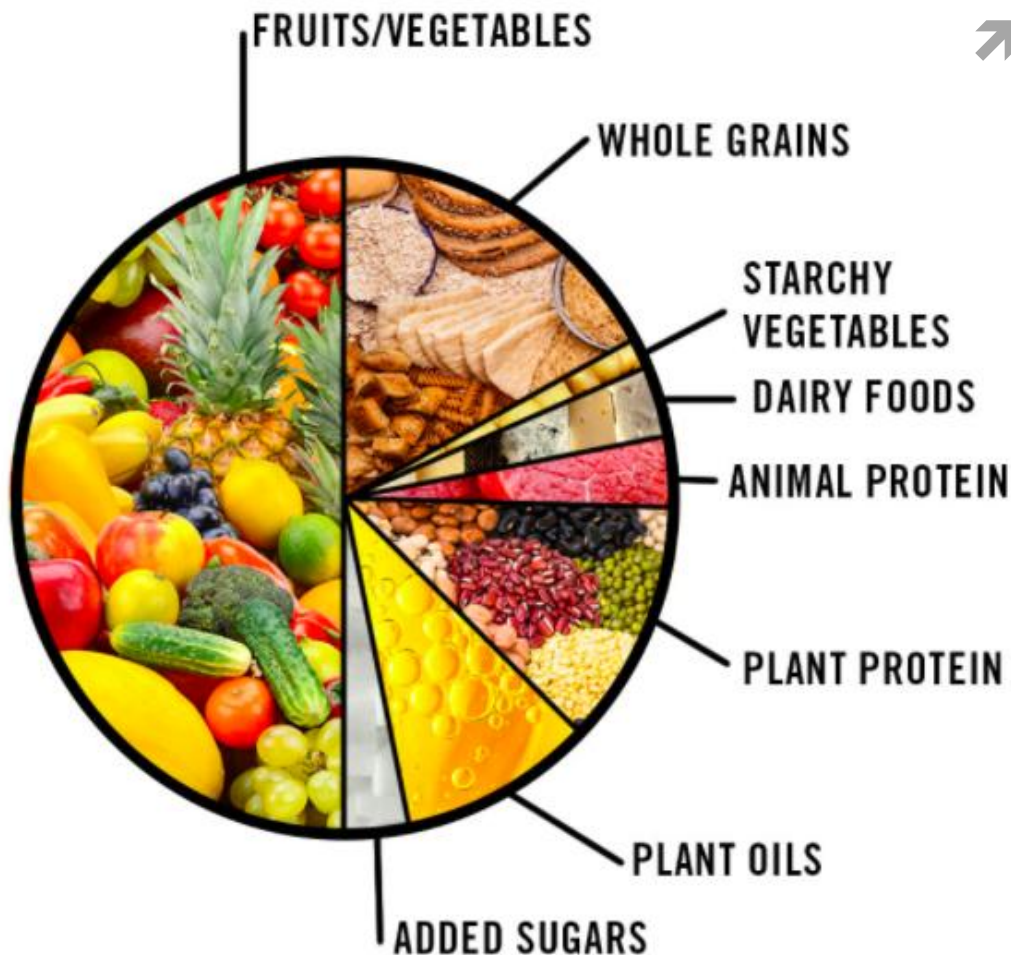 FRUITS/VEGETABLES
WHOLE GRAINS
STARCHY
VEGETABLES
DAIRY FOODS
ANIMAL PROTEIN
PLANT PROTEIN
PLANT OILS
ADDED SUGARS